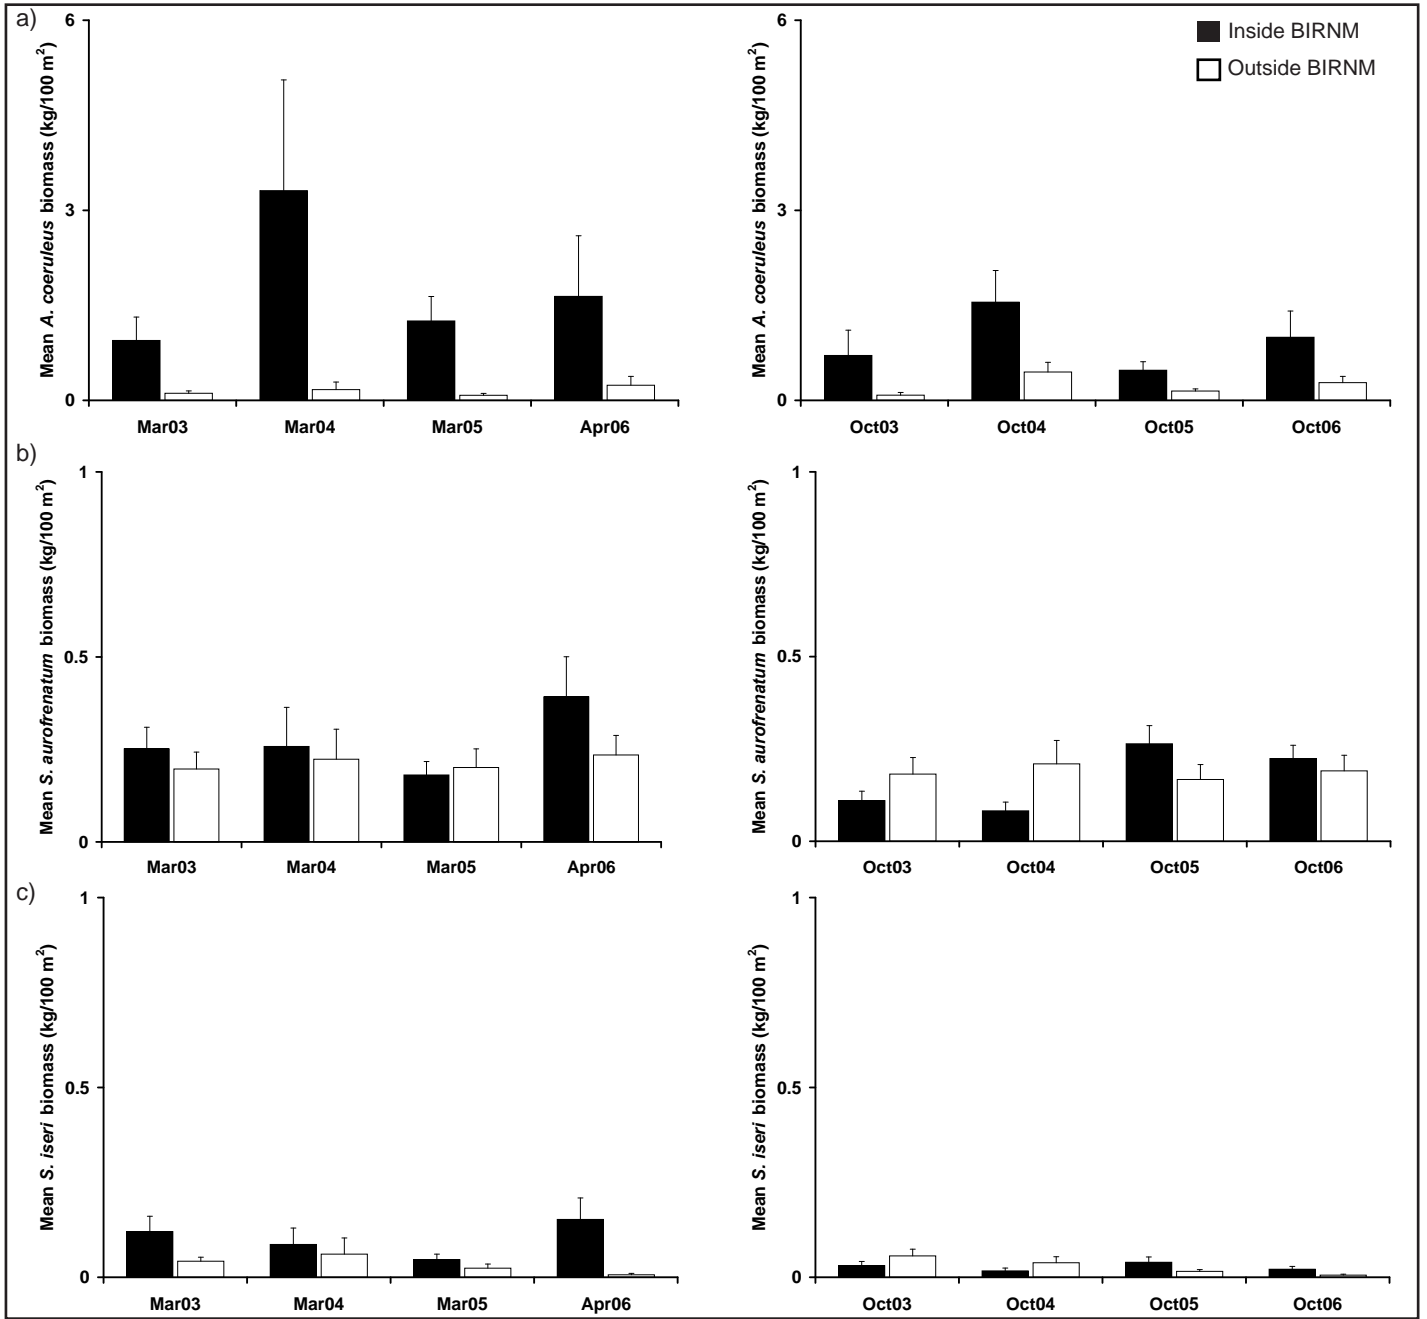 a)
6
3
0
Mean A. coeruleus biomass (kg/100 m²)
Mar03 Mar04 Mar05 Apr06
6
3
0
Mean A. coeruleus biomass (kg/100 m²)
Inside BIRNM
Outside BIRNM
Oct03 Oct04 Oct05 Oct06
b)
1
0.5
0
Mean S. aurofrenatum biomass (kg/100 m²)
Mar03 Mar04 Mar05 Apr06
1
0.5
0
Mean S. aurofrenatum biomass (kg/100 m²)
Oct03 Oct04 Oct05 Oct06
c)
1
0.5
0
Mean S. iseri biomass (kg/100 m²)
Mar03 Mar04 Mar05 Apr06
1
0.5
0
Mean S. iseri biomass (kg/100 m²)
Oct03 Oct04 Oct05 Oct06